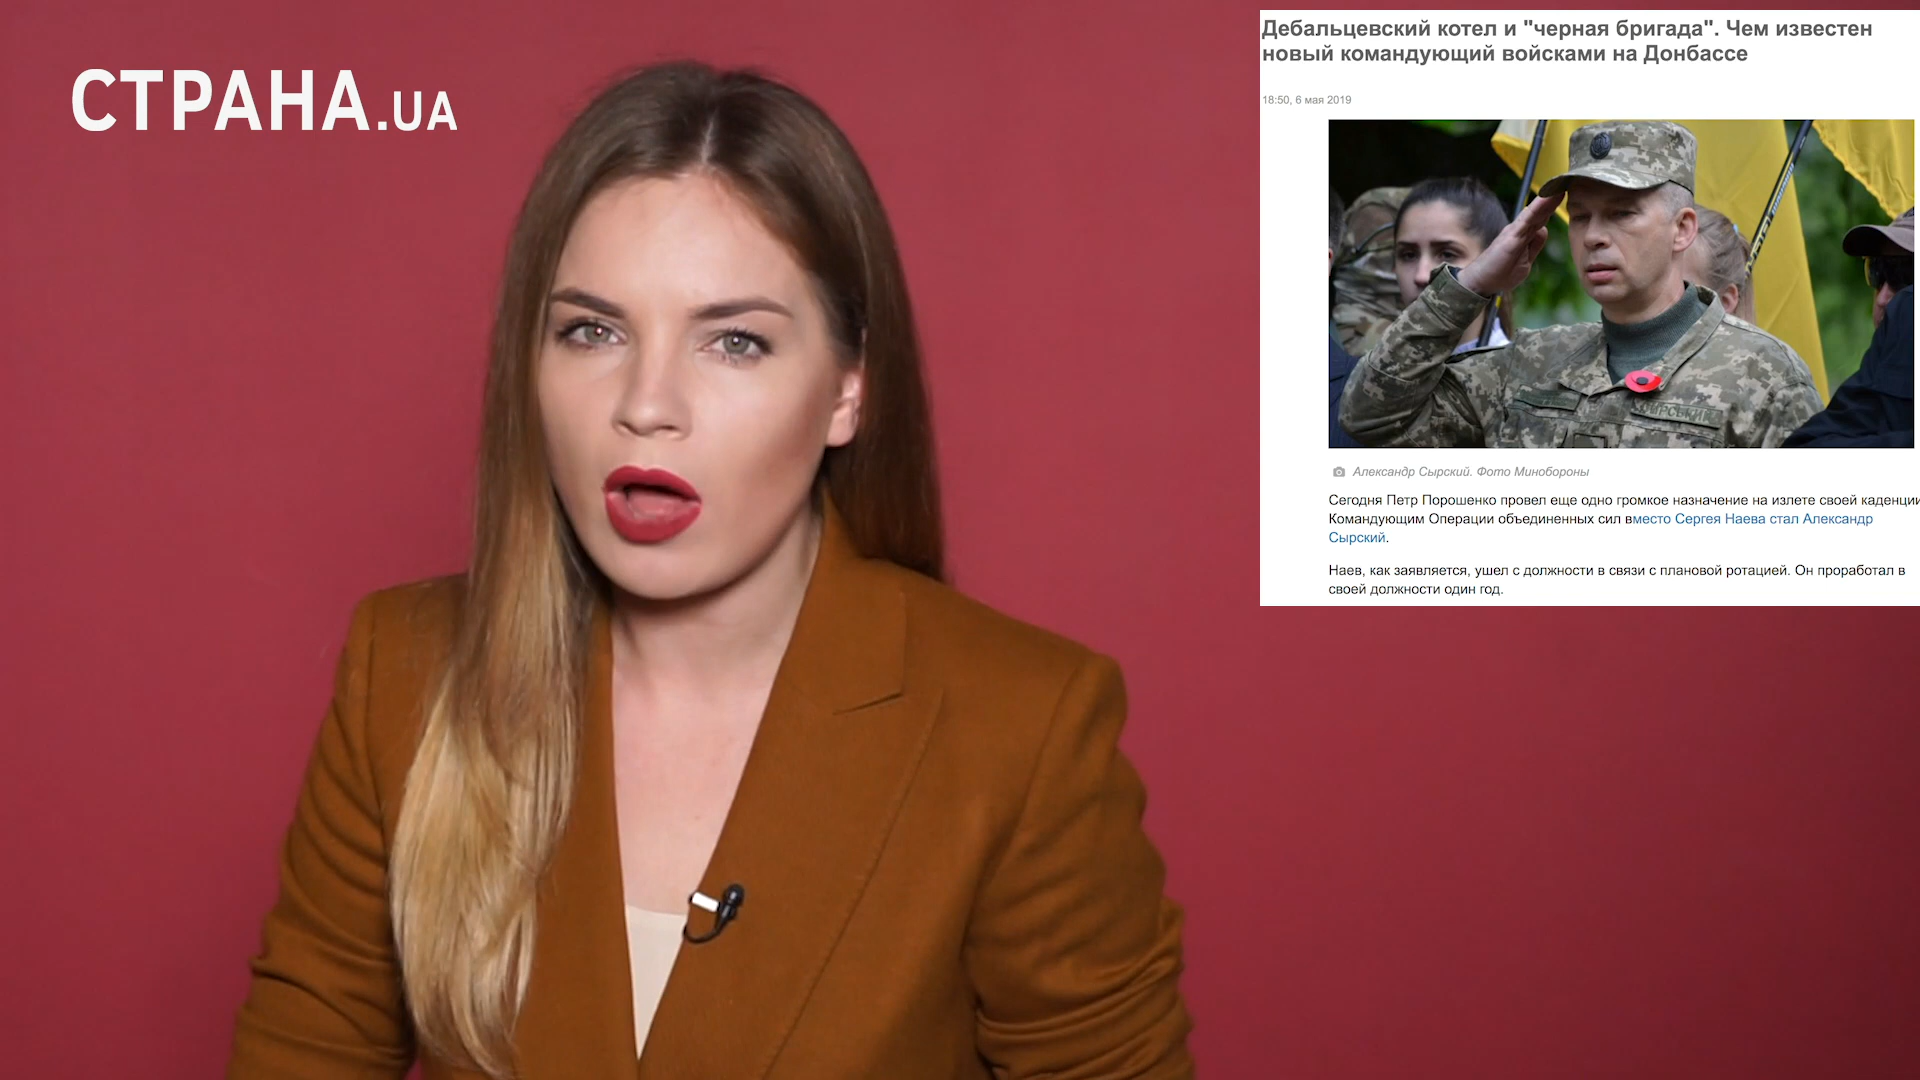 СТРАНА.UA
Дебальцевский котел и "черная бригада". Чем известен
новый командующий войсками на Донбассе
18:50, 6 мая 2019
Александр Сырский. Фото Минобороны
Сегодня Петр Порошенко провел еще одно громкое назначение на излете своей каденции
Командующим Операции объединенных сил вместо Сергея Наева стал Александр
Сырский.
Наев, как заявляется, ушел с должности в связи с плановой ротацией. Он проработал в
своей должности один год.